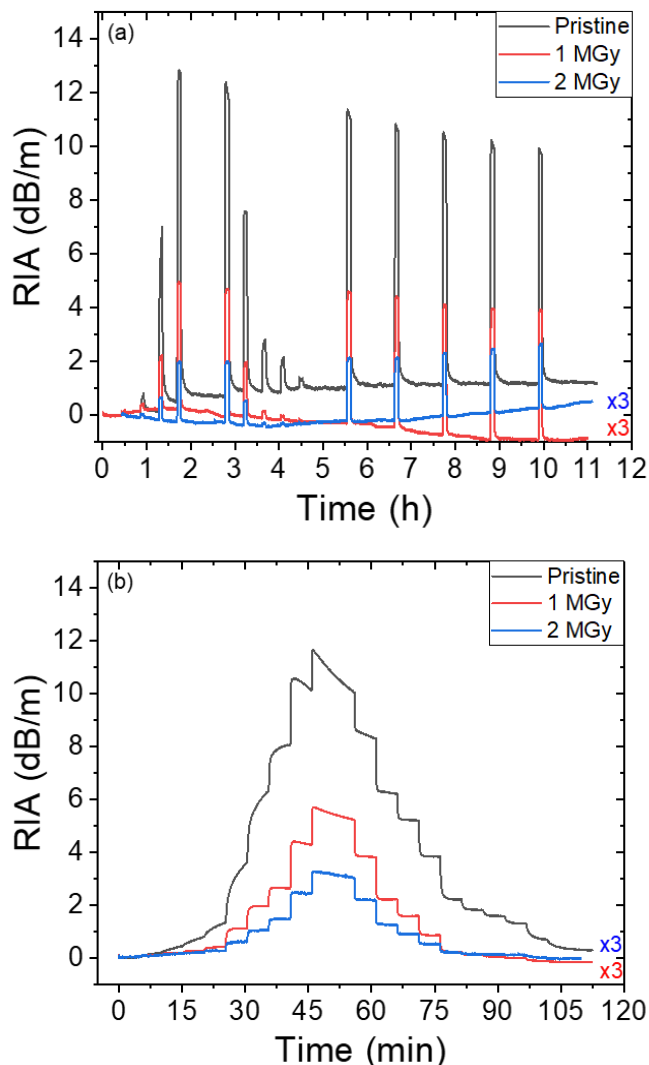 (a)
Pristine
1 MGy
2 MGy
14
12
10
8
6
4
2
0
RIA (dB/m)
x3
x3
0 1 2 3 4 5 6 7 8 9 10 11 12
Time (h)
(b)
Pristine
1 MGy
2 MGy
14
12
10
8
6
4
2
0
RIA (dB/m)
x3
x3
0 15 30 45 60 75 90 105 120
Time (min)